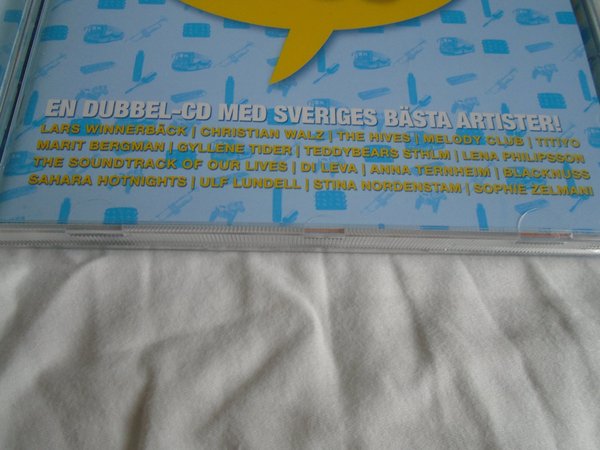 EN DUBBEL-CD MED SVERIGES BÄSTA ARTISTER!
LARS WINNERBÄCK | CHRISTIAN WALZ | THE HIVES | MELODY CLUB | TITIYO
MARIT BERGMAN | GYLLENE TIDER | TEDDYBEARS STHLM | LENA PHILIPSSON
THE SOUNDTRACK OF OUR LIVES | DI LEVA | ANNA TERNHEIM | BLACKNUSS
SAHARA HOTNIGHTS | ULF LUNDELL | STINA NORDENSTAM | SOPHIE ZELMANI